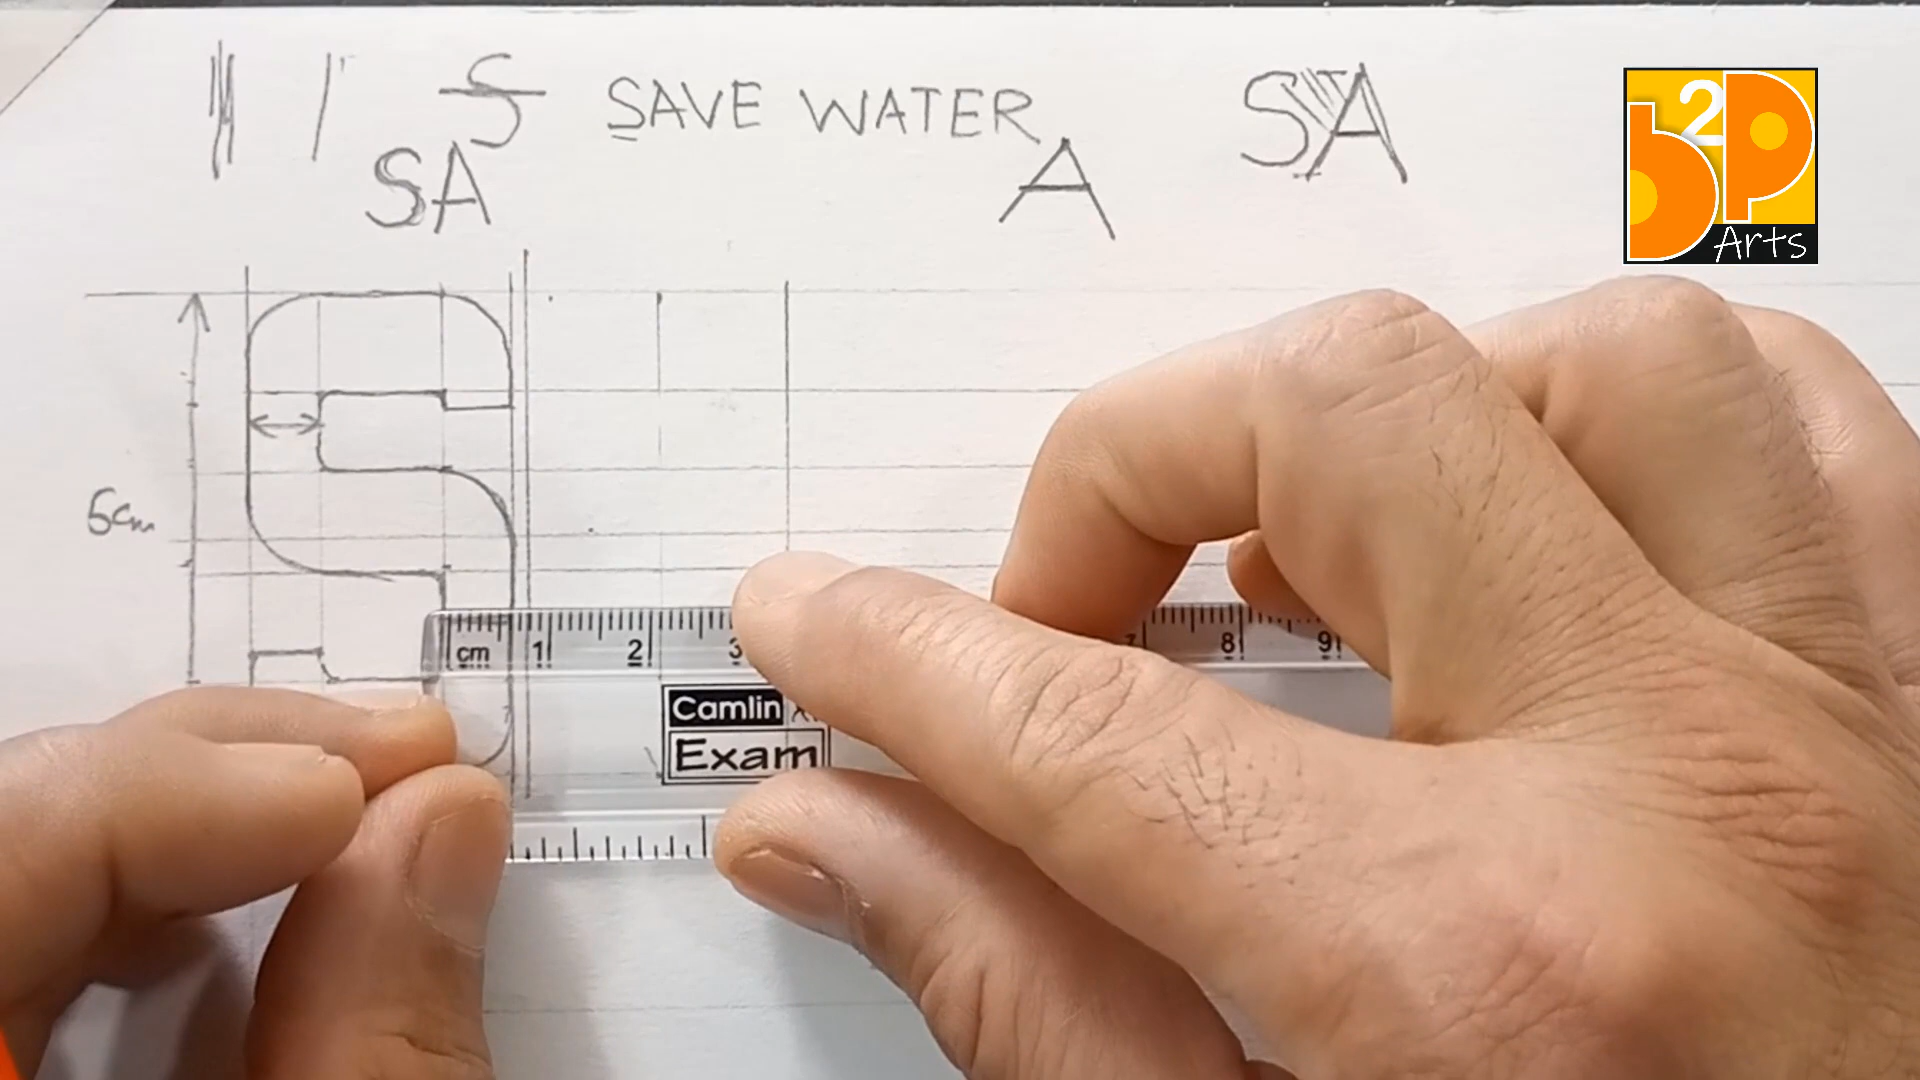 S SAVE WATER
SA
A
SA
b2p
Arts
5cm
cm 1 2 3 7 8 9
Camlin
Exam